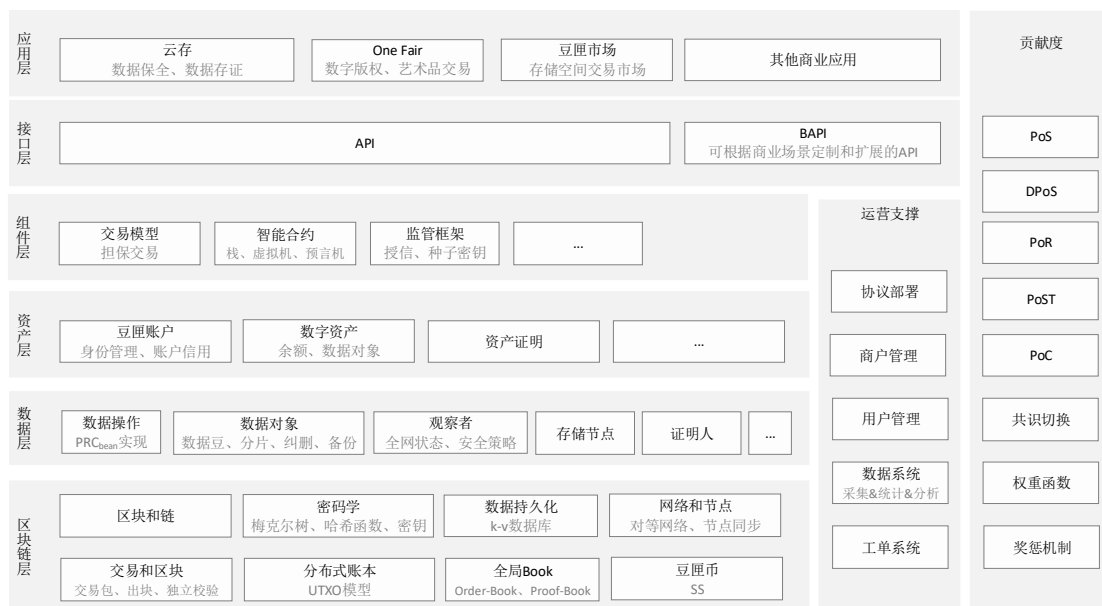 应用层
云存
数据保全、数据存证
One Fair
数字版权、艺术品交易
豆匣市场
存储空间交易市场
其他商业应用
接口层
API
BAPI
可根据商业场景定制和扩展的API
组件层
交易模型
担保交易
智能合约
栈、虚拟机、预言机
监管框架
授信、种子密钥
...
资产层
豆匣账户
身份管理、账户信用
数字资产
余额、数据对象
资产证明
...
数据层
数据操作
PRCbean实现
数据对象
数据豆、分片、纠删、备份
观察者
全网状态、安全策略
存储节点
证明人
...
区块链层
区块和链
密码学
梅克尔树、哈希函数、密钥
数据持久化
k-v数据库
网络和节点
对等网络、节点同步
交易和区块
交易包、出块、独立校验
分布式账本
UTXO模型
全局Book
Order-Book、Proof-Book
豆匣币
SS
运营支撑
协议部署
商户管理
用户管理
数据系统
采集&统计&分析
工单系统
贡献度
PoS
DPoS
PoR
PoST
PoC
共识切换
权重函数
奖惩机制